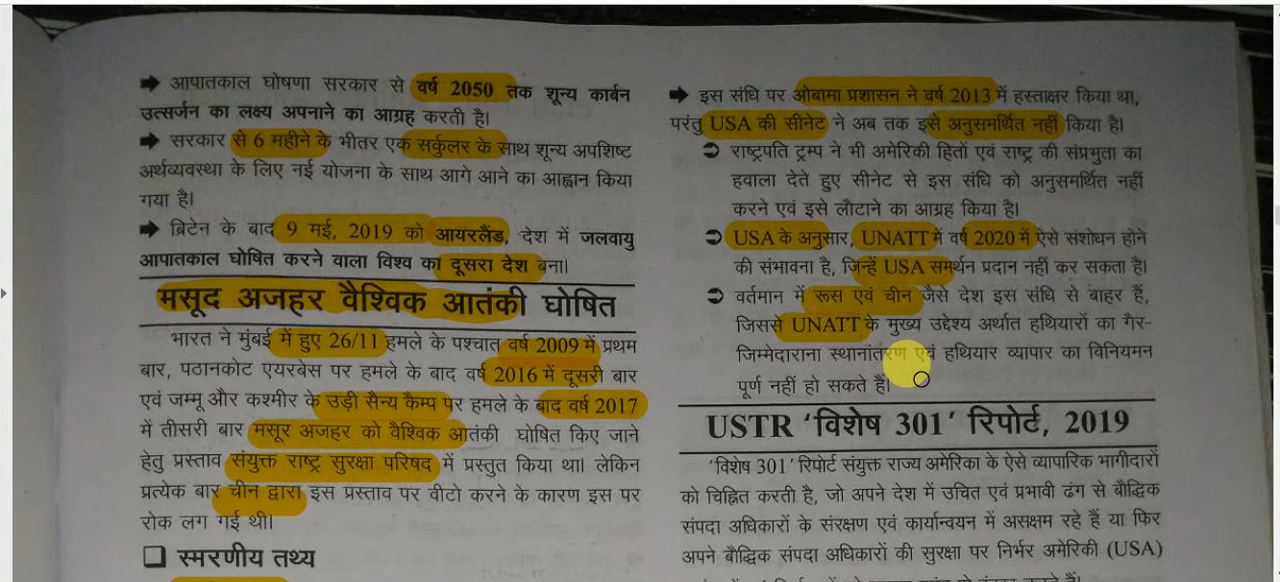 ➡ आपातकाल घोषणा सरकार से वर्ष 2050 तक शून्य कार्बन
उत्सर्जन का लक्ष्य अपनाने का आग्रह करती है।
➡ सरकार से 6 महीने के भीतर एक सर्कुलर के साथ शून्य अपशिष्ट
अर्थव्यवस्था के लिए नई योजना के साथ आगे आने का आह्वान किया
गया है।
➡ ब्रिटेन के बाद 9 मई, 2019 को आयरलैंड, देश में जलवायु
आपातकाल घोषित करने वाला विश्व का दूसरा देश बना।
मसूद अजहर वैश्विक आतंकी घोषित
भारत ने मुंबई में हुए 26/11 हमले के पश्चात वर्ष 2009 में प्रथम
बार, पठानकोट एयरबेस पर हमले के बाद वर्ष 2016 में दूसरी बार
एवं जम्मू और कश्मीर के उड़ी सैन्य कैम्प पर हमले के बाद वर्ष 2017
में तीसरी बार मसूर अजहर को वैश्विक आतंकी घोषित किए जाने
हेतु प्रस्ताव संयुक्त राष्ट्र सुरक्षा परिषद में प्रस्तुत किया था। लेकिन
प्रत्येक बार चीन द्वारा इस प्रस्ताव पर वीटो करने के कारण इस पर
रोक लग गई थी।
❑ स्मरणीय तथ्य
➡ इस संधि पर ओबामा प्रशासन ने वर्ष 2013 में हस्ताक्षर किया था,
परंतु USA की सीनेट ने अब तक इसे अनुसमर्थित नहीं किया है।
➲ राष्ट्रपति ट्रम्प ने भी अमेरिकी हितों एवं राष्ट्र की संप्रभुता का
हवाला देते हुए सीनेट से इस संधि को अनुसमर्थित नहीं
करने एवं इसे लौटाने का आग्रह किया है।
➲ USA के अनुसार, UNATT में वर्ष 2020 में ऐसे संशोधन होने
की संभावना है, जिन्हें USA समर्थन प्रदान नहीं कर सकता है।
➲ वर्तमान में रूस एवं चीन जैसे देश इस संधि से बाहर हैं,
जिससे UNATT के मुख्य उद्देश्य अर्थात हथियारों का गैर-
जिम्मेदाराना स्थानांतरण एवं हथियार व्यापार का विनियमन
पूर्ण नहीं हो सकते हैं।
USTR ‘विशेष 301’ रिपोर्ट, 2019
‘विशेष 301’ रिपोर्ट संयुक्त राज्य अमेरिका के ऐसे व्यापारिक भागीदारों
को चिह्नित करती है, जो अपने देश में उचित एवं प्रभावी ढंग से बौद्धिक
संपदा अधिकारों के संरक्षण एवं कार्यान्वयन में असक्षम रहे हैं या फिर
अपने बौद्धिक संपदा अधिकारों की सुरक्षा पर निर्भर अमेरिकी (USA)